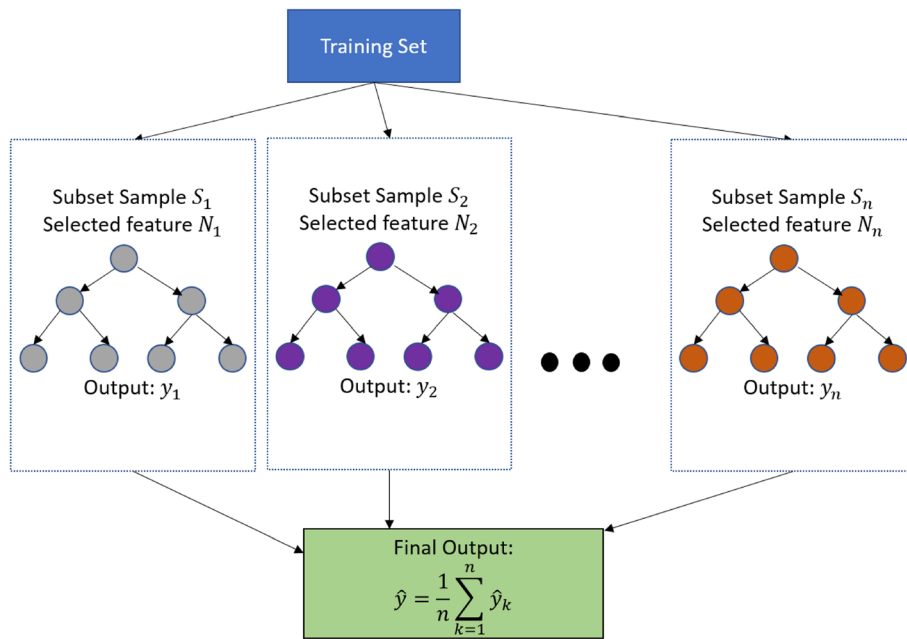 Training Set
Subset Sample S₁
Selected feature N₁
Output: y₁
Subset Sample S₂
Selected feature N₂
Output: y₂
Subset Sample Sₙ
Selected feature Nₙ
Output: yₙ
Final Output:
ŷ = 1/n ∑ₖ₌₁ⁿ ŷₖ